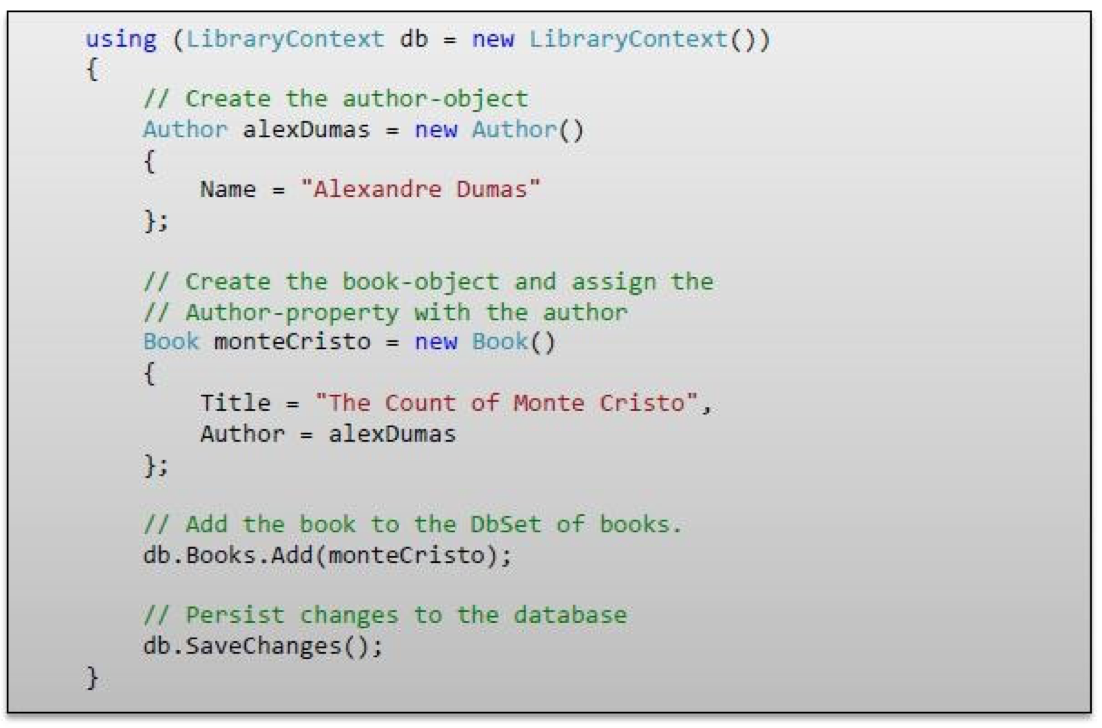 using (LibraryContext db = new LibraryContext())
{
// Create the author-object
Author alexDumas = new Author()
{
Name = "Alexandre Dumas"
};
// Create the book-object and assign the
// Author-property with the author
Book monteCristo = new Book()
{
Title = "The Count of Monte Cristo",
Author = alexDumas
};
// Add the book to the DbSet of books.
db.Books.Add(monteCristo);
// Persist changes to the database
db.SaveChanges();
}